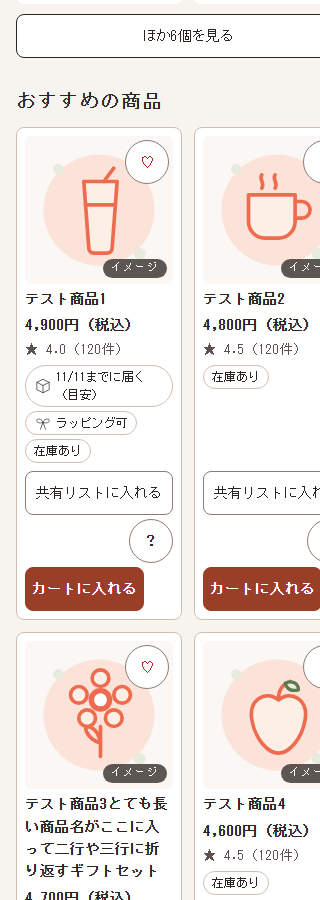 ほか6個を見る
おすすめの商品
イメージ
テスト商品1
4,900円（税込）
★ 4.0（120件）
11/11までに届く
（目安）
ラッピング可
在庫あり
共有リストに入れる
?
カートに入れる
イメー
テスト商品2
4,800円（税込）
★ 4.5（120件）
在庫あり
共有リストに入れ
カートに入れる
イメージ
テスト商品3とても長
い商品名がここに入
って二行や三行に折
り返すギフトセット
4,700円（税込）
イメー
テスト商品4
4,600円（税込）
★ 4.5（120件）
在庫あり